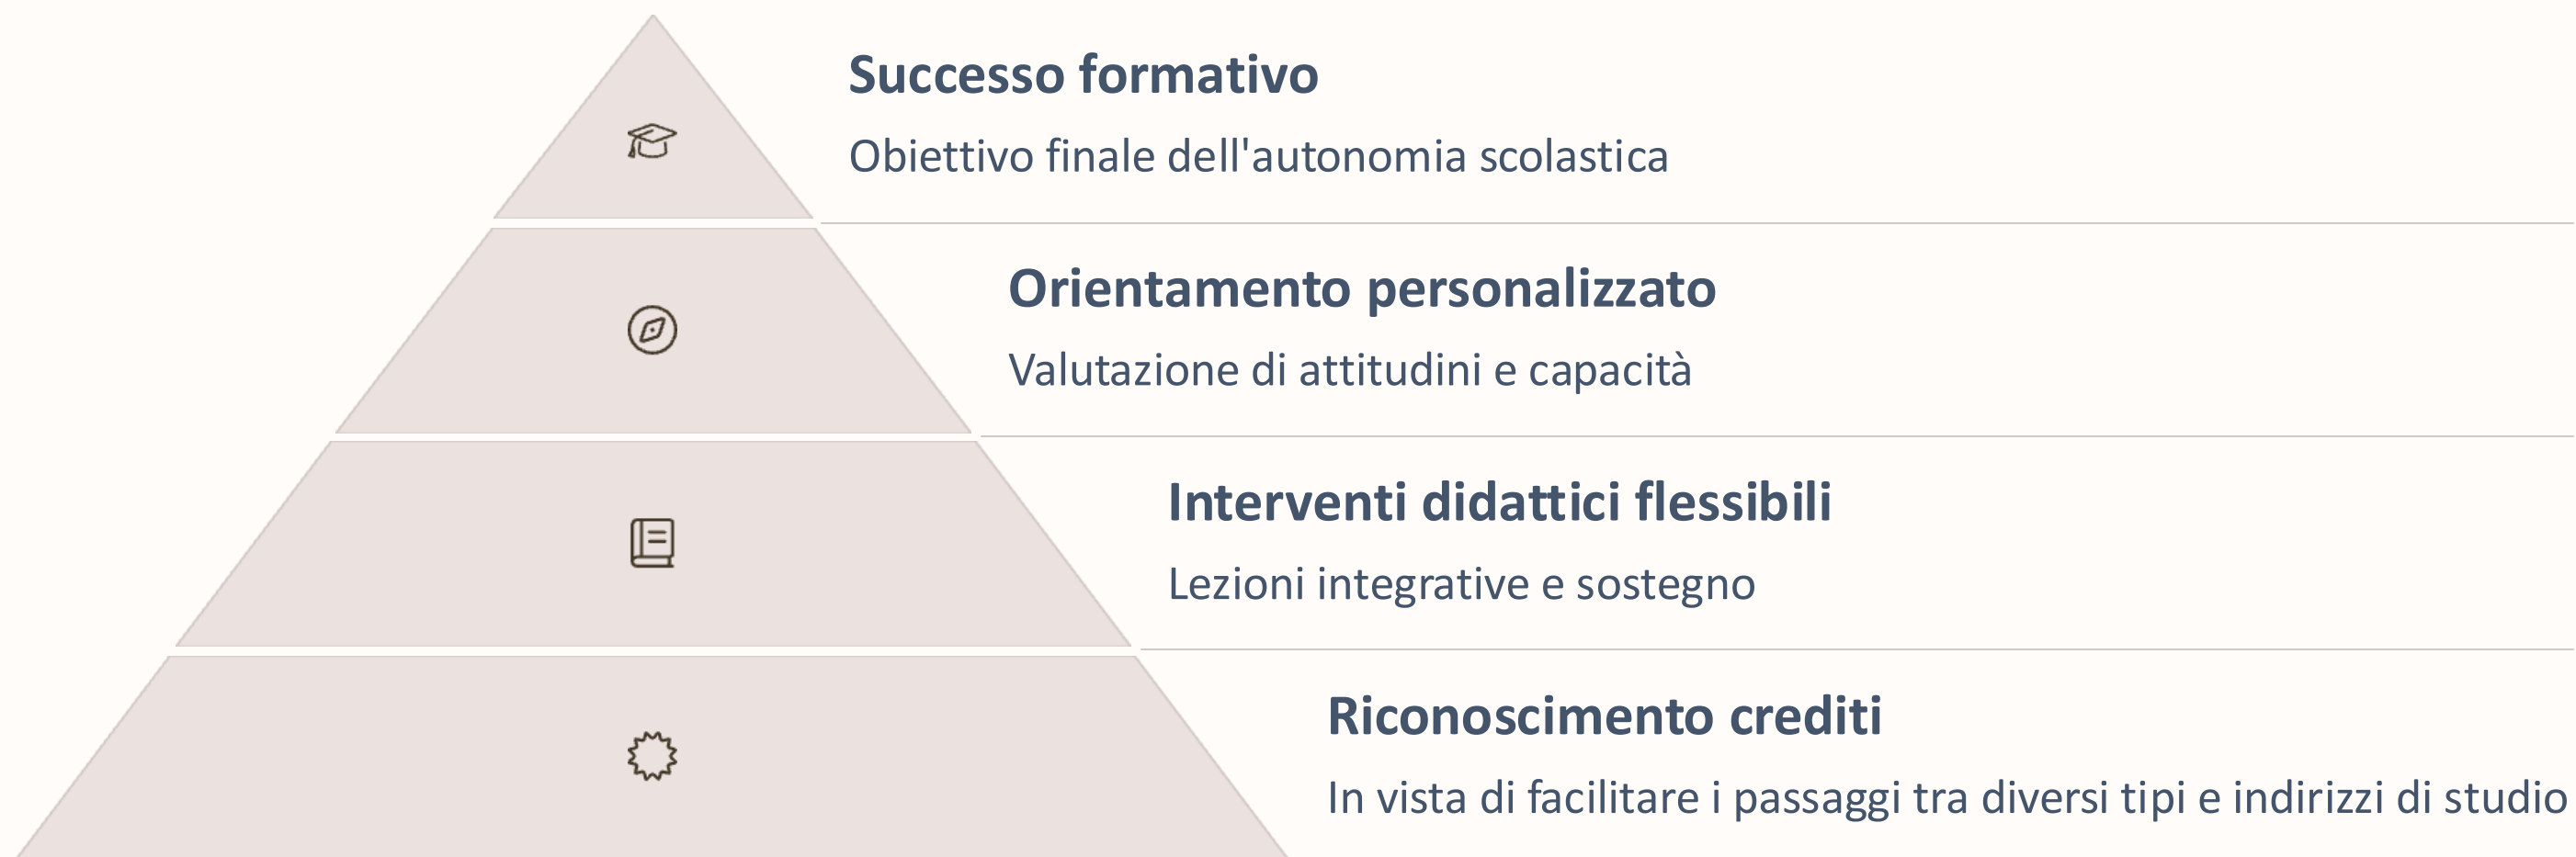 Successo formativo
Obiettivo finale dell'autonomia scolastica
Orientamento personalizzato
Valutazione di attitudini e capacità
Interventi didattici flessibili
Lezioni integrative e sostegno
Riconoscimento crediti
In vista di facilitare i passaggi tra diversi tipi e indirizzi di studio